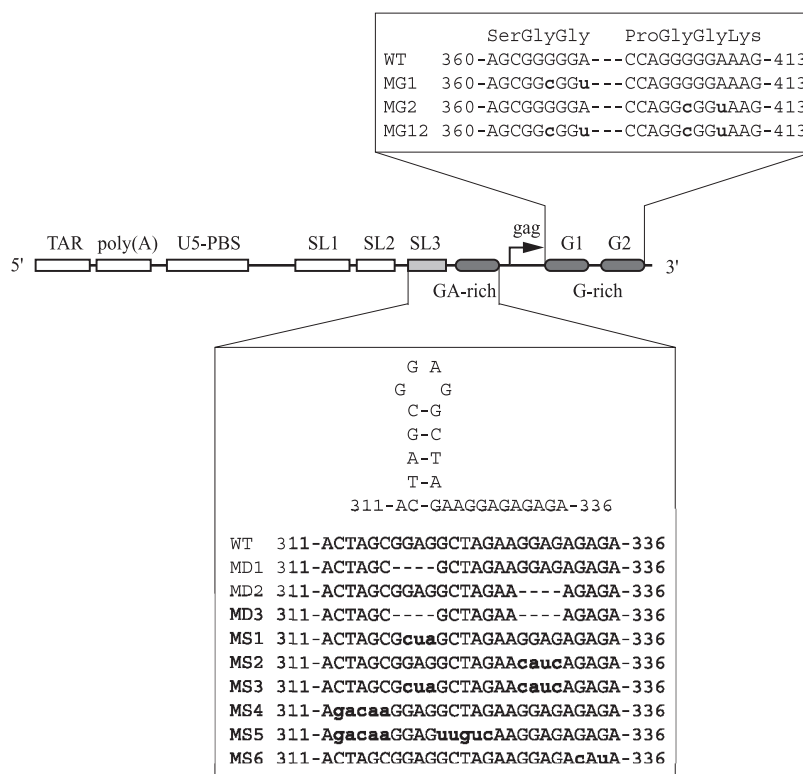 SerGlyGly ProGlyGlyLys
WT 360-AGCGGGGGA---CCAGGGGGAAAG-413
MG1 360-AGCGGcGGu---CCAGGGGGAAAG-413
MG2 360-AGCGGGGGA---CCAGGcGGuAAG-413
MG12 360-AGCGGcGGu---CCAGGcGGuAAG-413
gag
TAR poly(A) U5-PBS SL1 SL2 SL3 G1 G2
5' 3'
GA-rich G-rich
G A
G G
C-G
G-C
A-T
T-A
311-AC-GAAGGAGAGAGA-336
WT 311-ACTAGCGGAGGCTAGAAGGAGAGAGA-336
MD1 311-ACTAGC----GCTAGAAGGAGAGAGA-336
MD2 311-ACTAGCGGAGGCTAGAA----AGAGA-336
MD3 311-ACTAGC----GCTAGAA----AGAGA-336
MS1 311-ACTAGCGcuaGCTAGAAGGAGAGAGA-336
MS2 311-ACTAGCGGAGGCTAGAAcaucAGAGA-336
MS3 311-ACTAGCGcuaGCTAGAAcaucAGAGA-336
MS4 311-AgacaaGGAGGCTAGAAGGAGAGAGA-336
MS5 311-AgacaaGGAGuugucAAGGAGAGAGA-336
MS6 311-ACTAGCGGAGGCTAGAAGGAGAcAuA-336